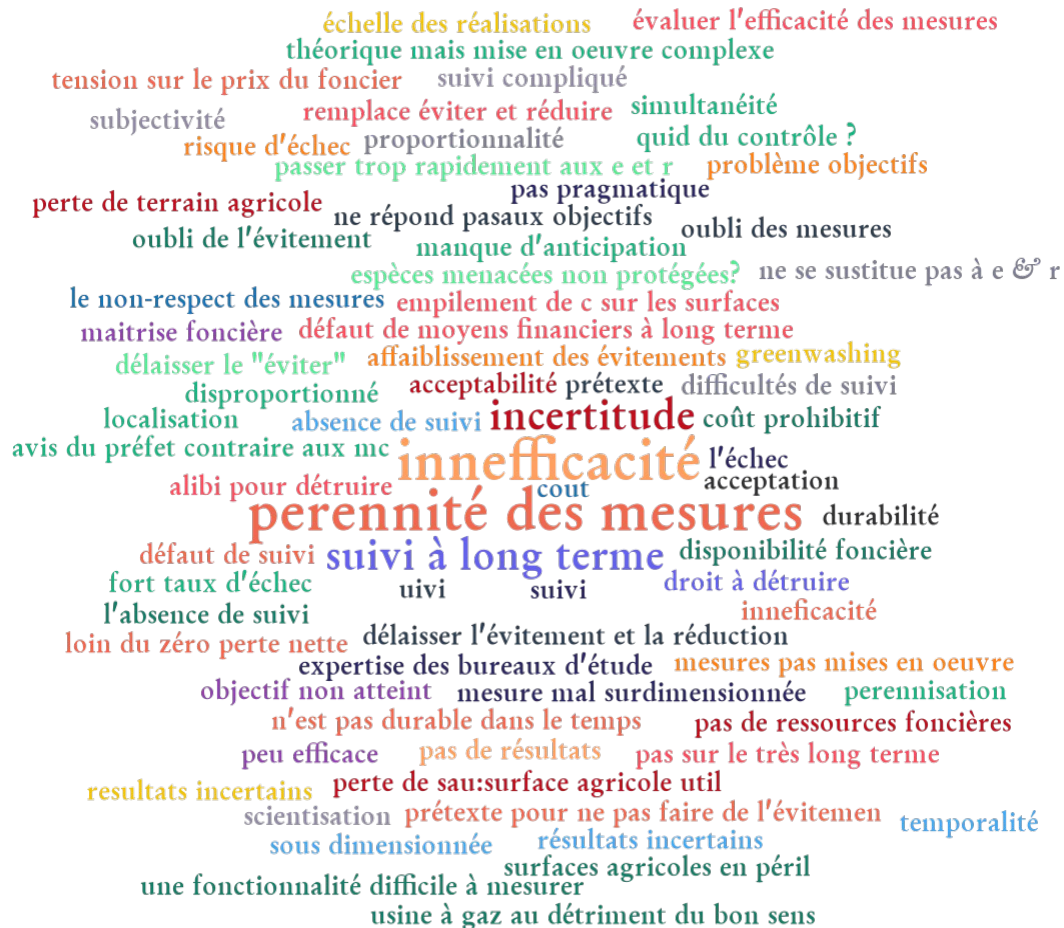 échelle des réalisations
évaluer l'efficacité des mesures
théorique mais mise en oeuvre complexe
tension sur le prix du foncier
suivi compliqué
subjectivité
remplace éviter et réduire
simultanéité
risque d'échec
proportionnalité
quid du contrôle ?
passer trop rapidement aux e et r
problème objectifs
pas pragmatique
perte de terrain agricole
ne répond pasaux objectifs
oubli des mesures
oubli de l'évitement
manque d'anticipation
espèces menacées non protégées?
ne se sustitue pas à e & r
le non-respect des mesures
empilement de c sur les surfaces
maitrise foncière
défaut de moyens financiers à long terme
délaisser le "éviter"
affaiblissement des évitements
greenwashing
disproportionné
acceptabilité
prétexte
difficultés de suivi
localisation
absence de suivi
incertitude
coût prohibitif
avis du préfet contraire aux mc
innefficacité
l'échec
alibi pour détruire
cout
acceptation
perennité des mesures
durabilité
défaut de suivi
suivi à long terme
disponibilité foncière
fort taux d'échec
uivi
suivi
droit à détruire
l'absence de suivi
inneficacité
loin du zéro perte nette
délaisser l'évitement et la réduction
expertise des bureaux d'étude
mesures pas mises en oeuvre
objectif non atteint
mesure mal surdimensionnée
perennisation
n'est pas durable dans le temps
pas de ressources foncières
peu efficace
pas de résultats
pas sur le très long terme
resultats incertains
perte de sau:surface agricole util
scientisation
prétexte pour ne pas faire de l'évitemen
temporalité
sous dimensionnée
résultats incertains
surfaces agricoles en péril
une fonctionnalité difficile à mesurer
usine à gaz au détriment du bon sens